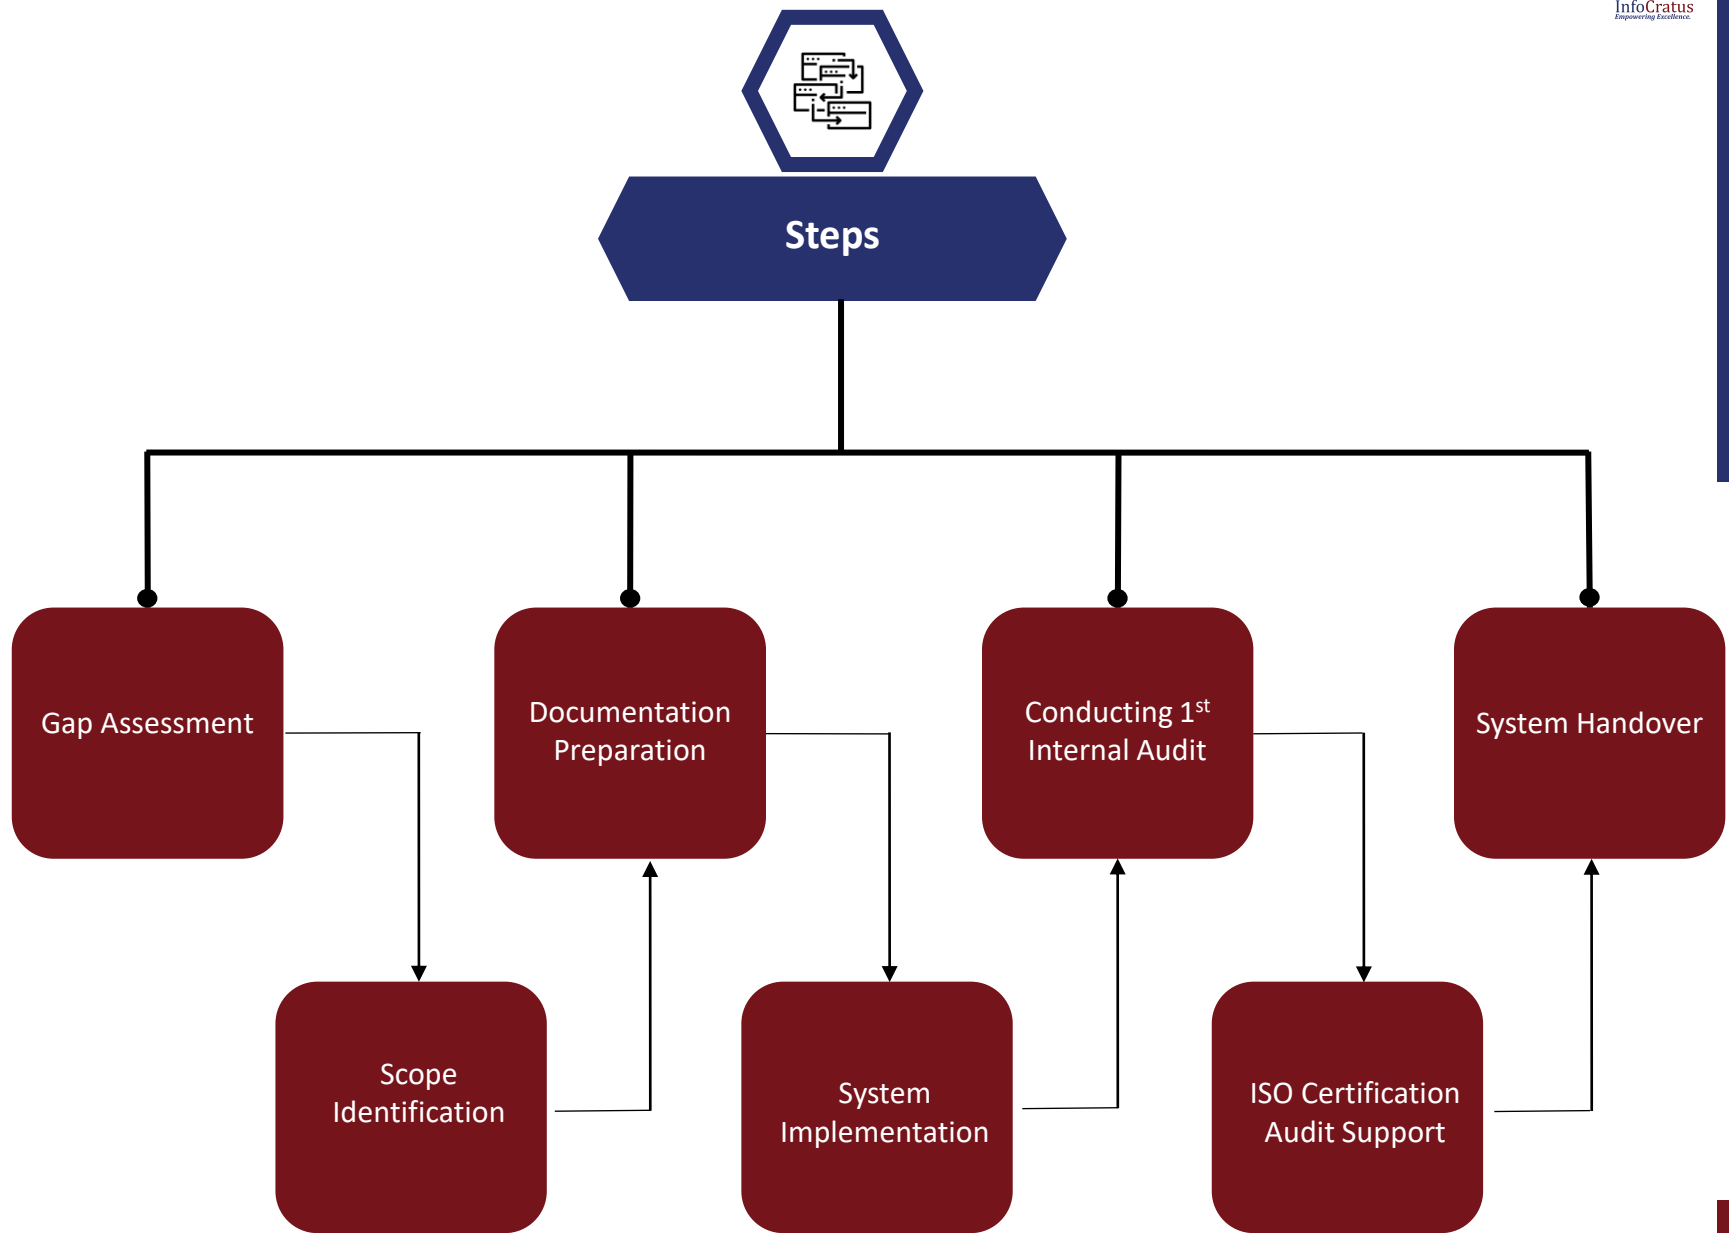 InfoCratus
Empowering Excellence.
Steps
Gap Assessment
Documentation
Preparation
Conducting 1st
Internal Audit
System Handover
Scope
Identification
System
Implementation
ISO Certification
Audit Support